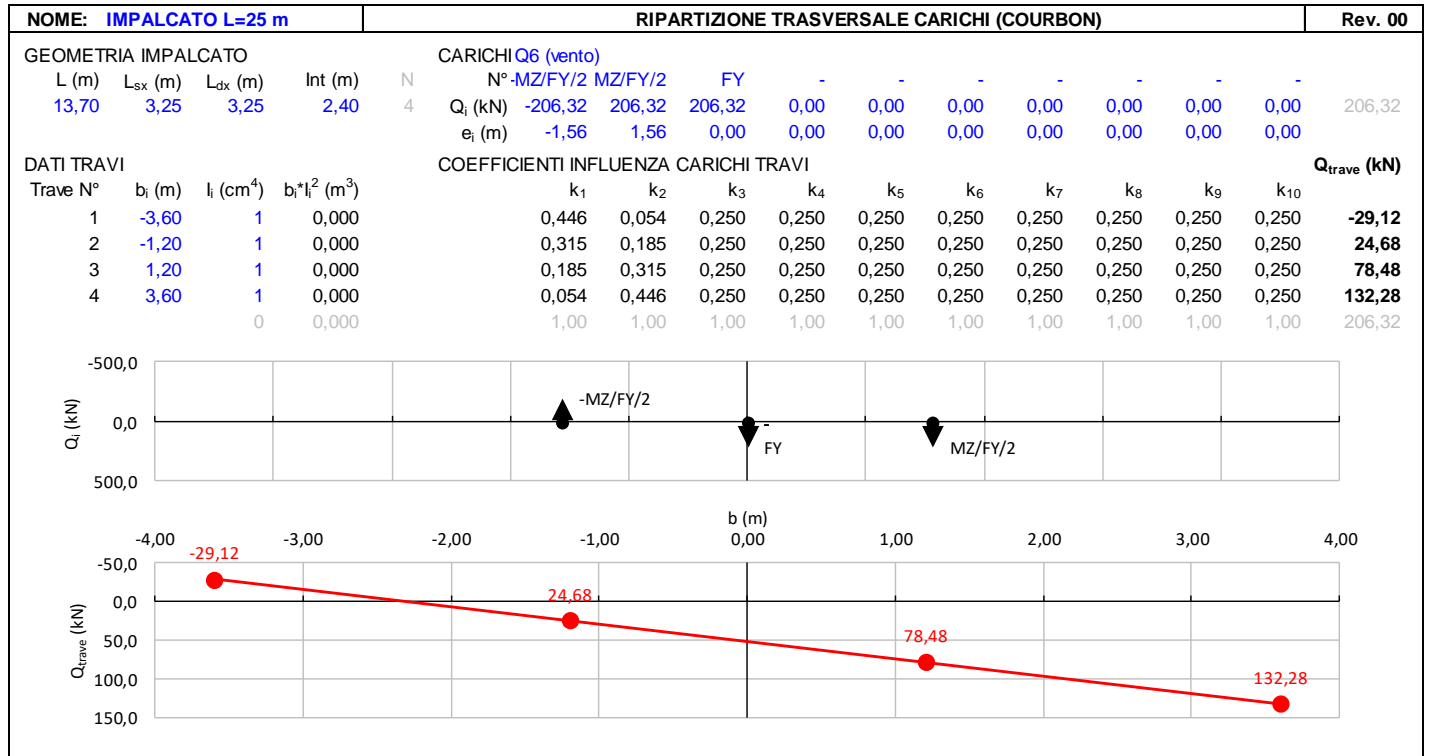 NOME: IMPALCATO L=25 m RIPARTIZIONE TRASVERSALE CARICHI (COURBON) Rev. 00
GEOMETRIA IMPALCATO CARICHI Q6 (vento)
L (m) Lsx (m) Ldx (m) Int (m) N N° -MZ/FY/2 MZ/FY/2 FY - - - - - - -
13,70 3,25 3,25 2,40 4 Qi (kN) -206,32 206,32 206,32 0,00 0,00 0,00 0,00 0,00 0,00 0,00 206,32
ei (m) -1,56 1,56 0,00 0,00 0,00 0,00 0,00 0,00 0,00 0,00
DATI TRAVI COEFFICIENTI INFLUENZA CARICHI TRAVI Qtrave (kN)
Trave N° bi (m) Ii (cm4) bi*Ii2 (m3) k1 k2 k3 k4 k5 k6 k7 k8 k9 k10
1 -3,60 1 0,000 0,446 0,054 0,250 0,250 0,250 0,250 0,250 0,250 0,250 0,250 -29,12
2 -1,20 1 0,000 0,315 0,185 0,250 0,250 0,250 0,250 0,250 0,250 0,250 0,250 24,68
3 1,20 1 0,000 0,185 0,315 0,250 0,250 0,250 0,250 0,250 0,250 0,250 0,250 78,48
4 3,60 1 0,000 0,054 0,446 0,250 0,250 0,250 0,250 0,250 0,250 0,250 0,250 132,28
0 0,000 1,00 1,00 1,00 1,00 1,00 1,00 1,00 1,00 1,00 1,00 206,32
-500,0
-MZ/FY/2
0,0
-
FY MZ/FY/2
500,0
Qi (kN)
b (m)
-4,00 -3,00 -2,00 -1,00 0,00 1,00 2,00 3,00 4,00
-29,12
-50,0
24,68
0,0
78,48
50,0
132,28
100,0
150,0
Qtrave (kN)